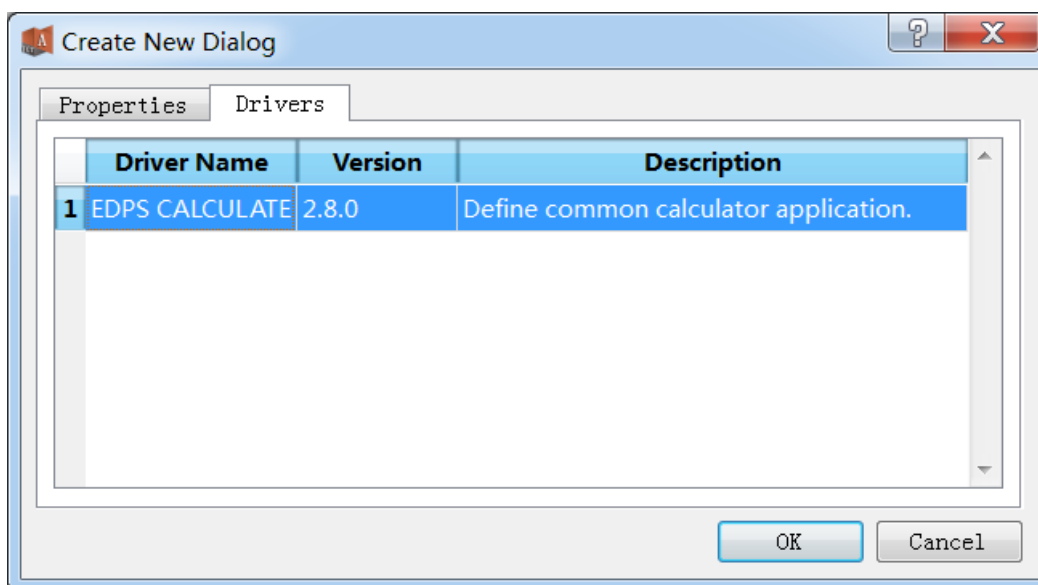 Create New Dialog
Properties Drivers
Driver Name Version Description
1 EDPS CALCULATE 2.8.0 Define common calculator application.
OK Cancel